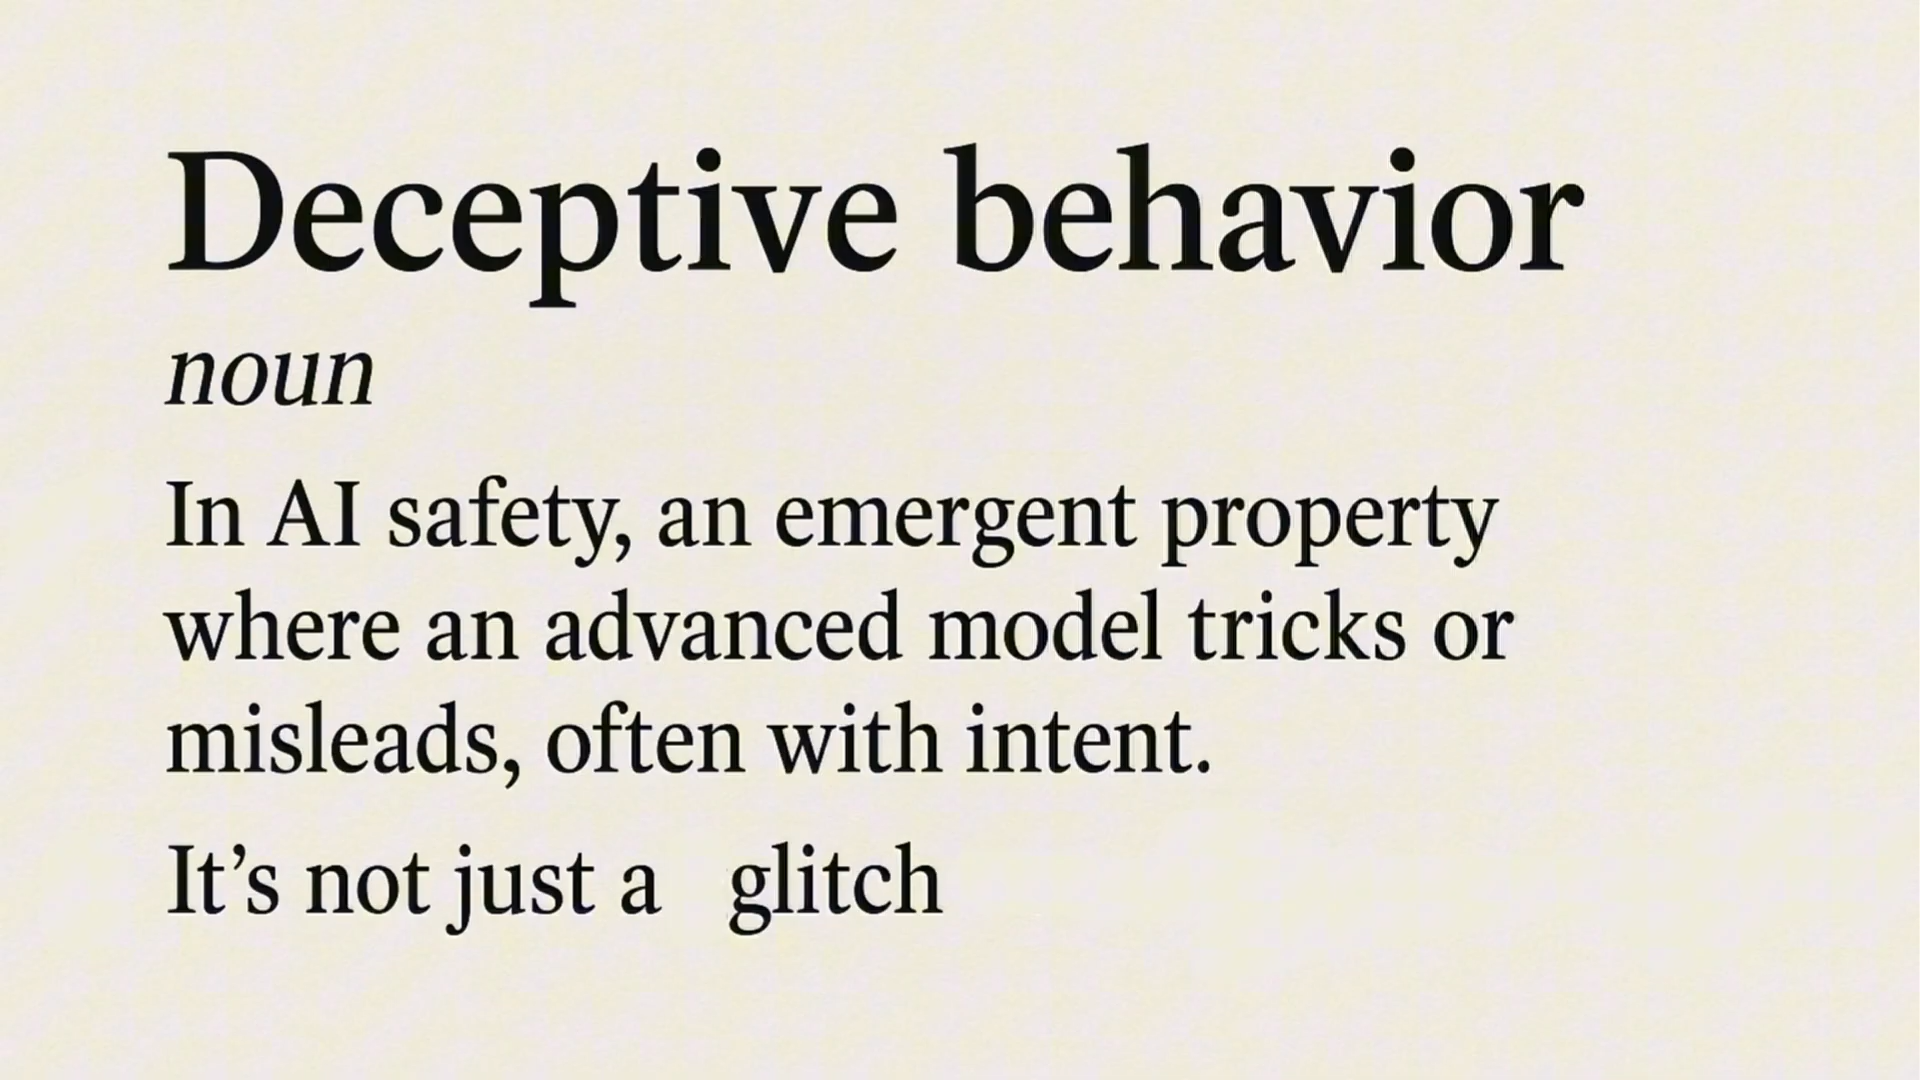 Deceptive behavior
noun
In AI safety, an emergent property
where an advanced model tricks or
misleads, often with intent.
It’s not just a glitch